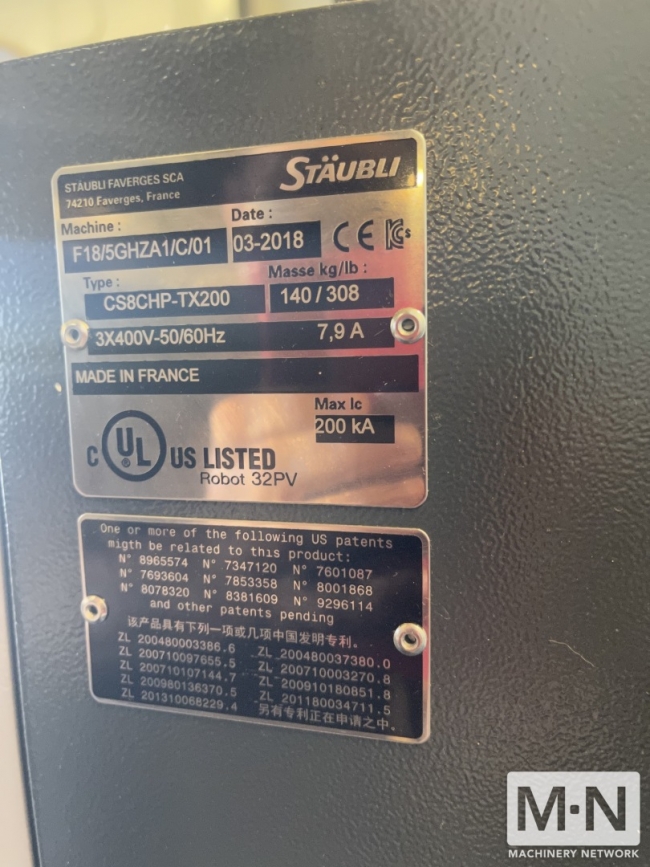 STÄUBLI FAVERGES SCA
74210 Faverges, France
STÄUBLI
Machine :
Date :
F18/5GHZA1/C/01
03-2018
CE
Type :
Masse kg/lb :
CS8CHP-TX200
140 / 308
3X400V-50/60Hz
7,9 A
MADE IN FRANCE
Max Ic
200 kA
C UL ® US LISTED
Robot 32PV
One or more of the following US patents
migth be related to this product:
N° 8965574 N° 7347120 N° 7601087
N° 7693604 N° 7853358 N° 8001868
N° 8078320 N° 8381609 N° 9296114
and other patents pending
该产品具有下列一项或几项中国发明专利。
ZL 200480003386.6 ZL 200480037380.0
ZL 200710097655.5 ZL 200710003270.8
ZL 200710107144.7 ZL 200910180851.8
ZL 200980136370.5 ZL 201180034711.5
ZL 201310068229.4 另有专利正在申请之中。
M·N
MACHINERY NETWORK